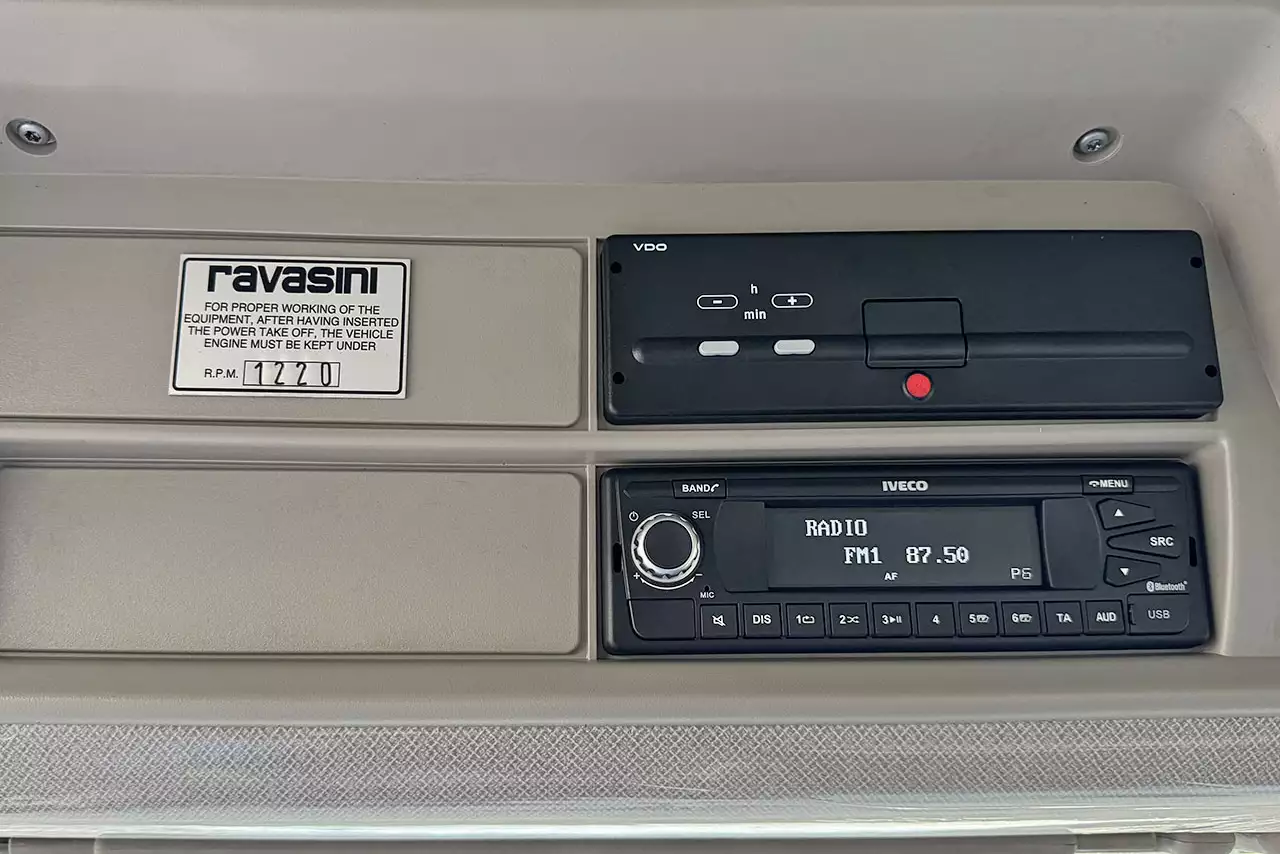 ravasini
FOR PROPER WORKING OF THE
EQUIPMENT, AFTER HAVING INSERTED
THE POWER TAKE OFF, THE VEHICLE
ENGINE MUST BE KEPT UNDER
R.P.M. 1220
VDO
h
- +
min
BAND IVECO MENU
SEL
RADIO
FM1 87.50
AF P6
SRC
+ -
MIC
Bluetooth
DIS 1 2 3 4 5 6 TA AUD USB